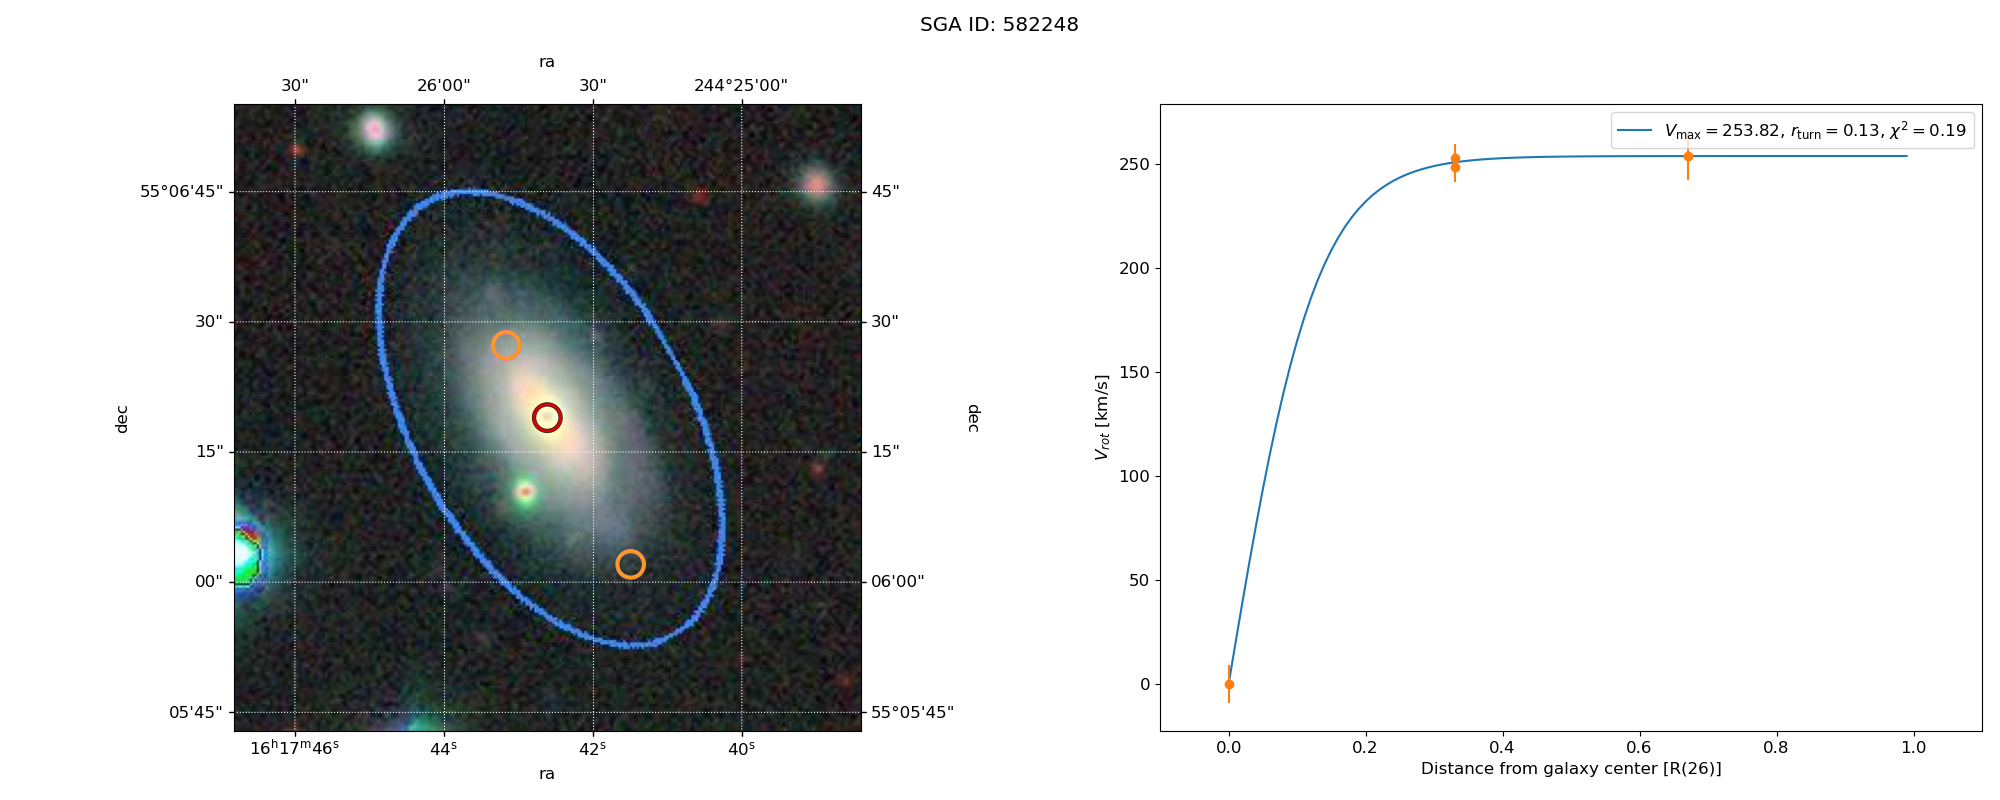 SGA ID: 582248
ra
30" 26'00" 30" 244°25'00"
55°06'45" 45"
30" 30"
dec dec
15" 15"
00" 06'00"
05'45" 55°05'45"
16h17m46s 44s 42s 40s
ra
Vmax = 253.82, rturn = 0.13, χ² = 0.19
250
200
150
Vrot [km/s]
100
50
0
0.0 0.2 0.4 0.6 0.8 1.0
Distance from galaxy center [R(26)]